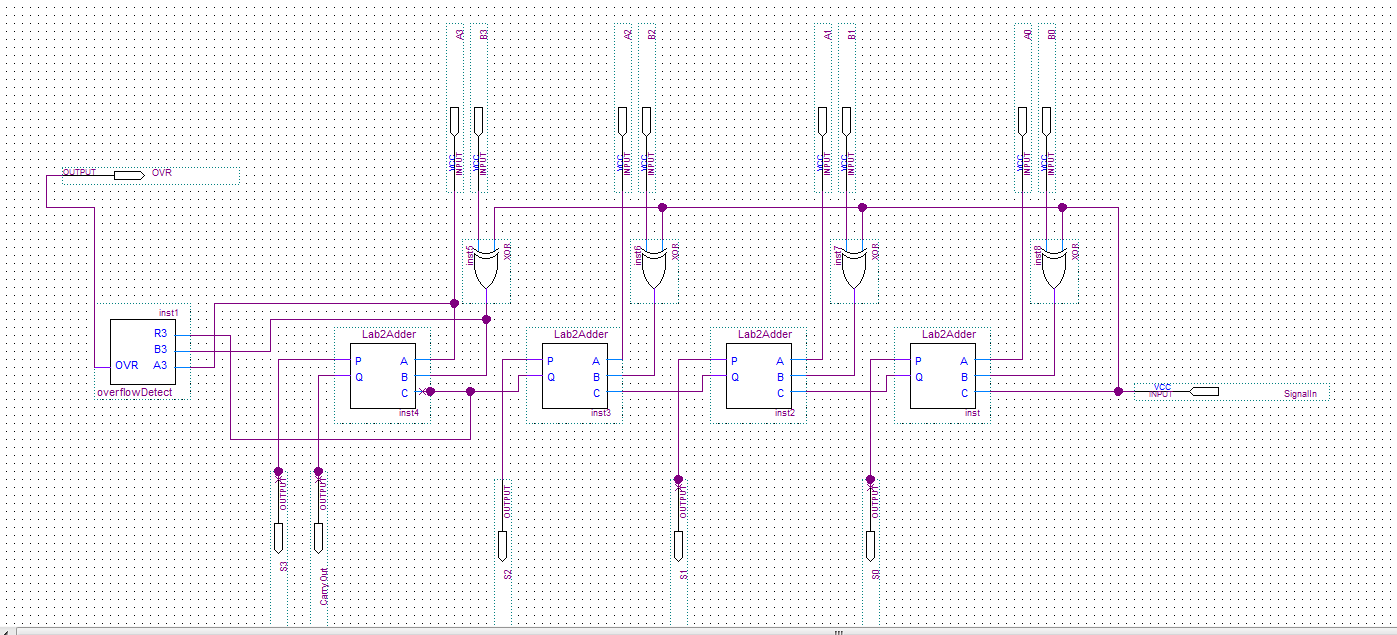 A3
B3
A2
B2
A1
B1
A0
B0
VCC
INPUT
VCC
INPUT
VCC
INPUT
VCC
INPUT
VCC
INPUT
VCC
INPUT
VCC
INPUT
VCC
INPUT
OUTPUT
OVR
inst5
XOR
inst6
XOR
inst7
XOR
inst8
XOR
inst1
R3
B3
OVR
A3
overflowDetect
Lab2Adder
P
A
Q
B
C
inst4
Lab2Adder
P
A
Q
B
C
inst3
Lab2Adder
P
A
Q
B
C
inst2
Lab2Adder
P
A
Q
B
C
inst
VCC
INPUT
SignalIn
OUTPUT
S3
OUTPUT
CarryOut
OUTPUT
S2
OUTPUT
S1
OUTPUT
S0